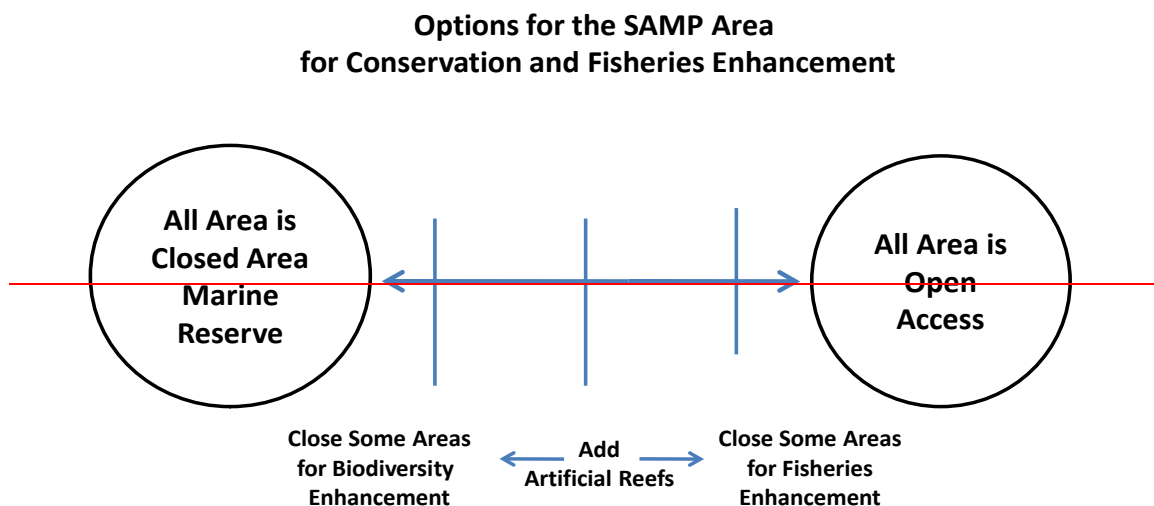 Options for the SAMP Area
for Conservation and Fisheries Enhancement
All Area is
Closed Area
Marine
Reserve
All Area is
Open
Access
Close Some Areas
for Biodiversity
Enhancement
Add
Artificial Reefs
Close Some Areas
for Fisheries
Enhancement